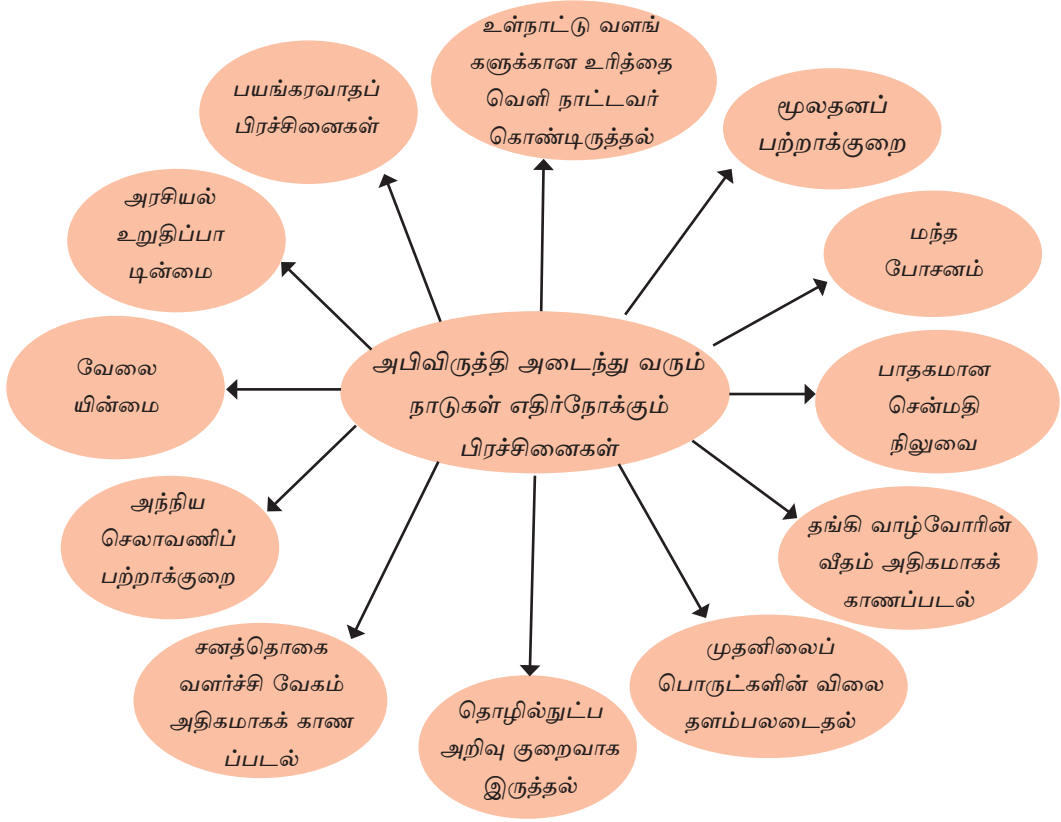 அபிவிருத்தி அடைந்து வரும்
நாடுகள் எதிர்நோக்கும்
பிரச்சினைகள்
உள்நாட்டு வளங்
களுக்கான உரித்தை
வெளி நாட்டவர்
கொண்டிருத்தல்
மூலதனப்
பற்றாக்குறை
மந்த
போசனம்
பாதகமான
சென்மதி
நிலுவை
தங்கி வாழ்வோரின்
வீதம் அதிகமாகக்
காணப்படல்
முதனிலைப்
பொருட்களின் விலை
தளம்பலடைதல்
தொழில்நுட்ப
அறிவு குறைவாக
இருத்தல்
சனத்தொகை
வளர்ச்சி வேகம்
அதிகமாகக் காண
ப்படல்
அந்நிய
செலாவணிப்
பற்றாக்குறை
வேலை
யின்மை
அரசியல்
உறுதிப்பா
டின்மை
பயங்கரவாதப்
பிரச்சினைகள்